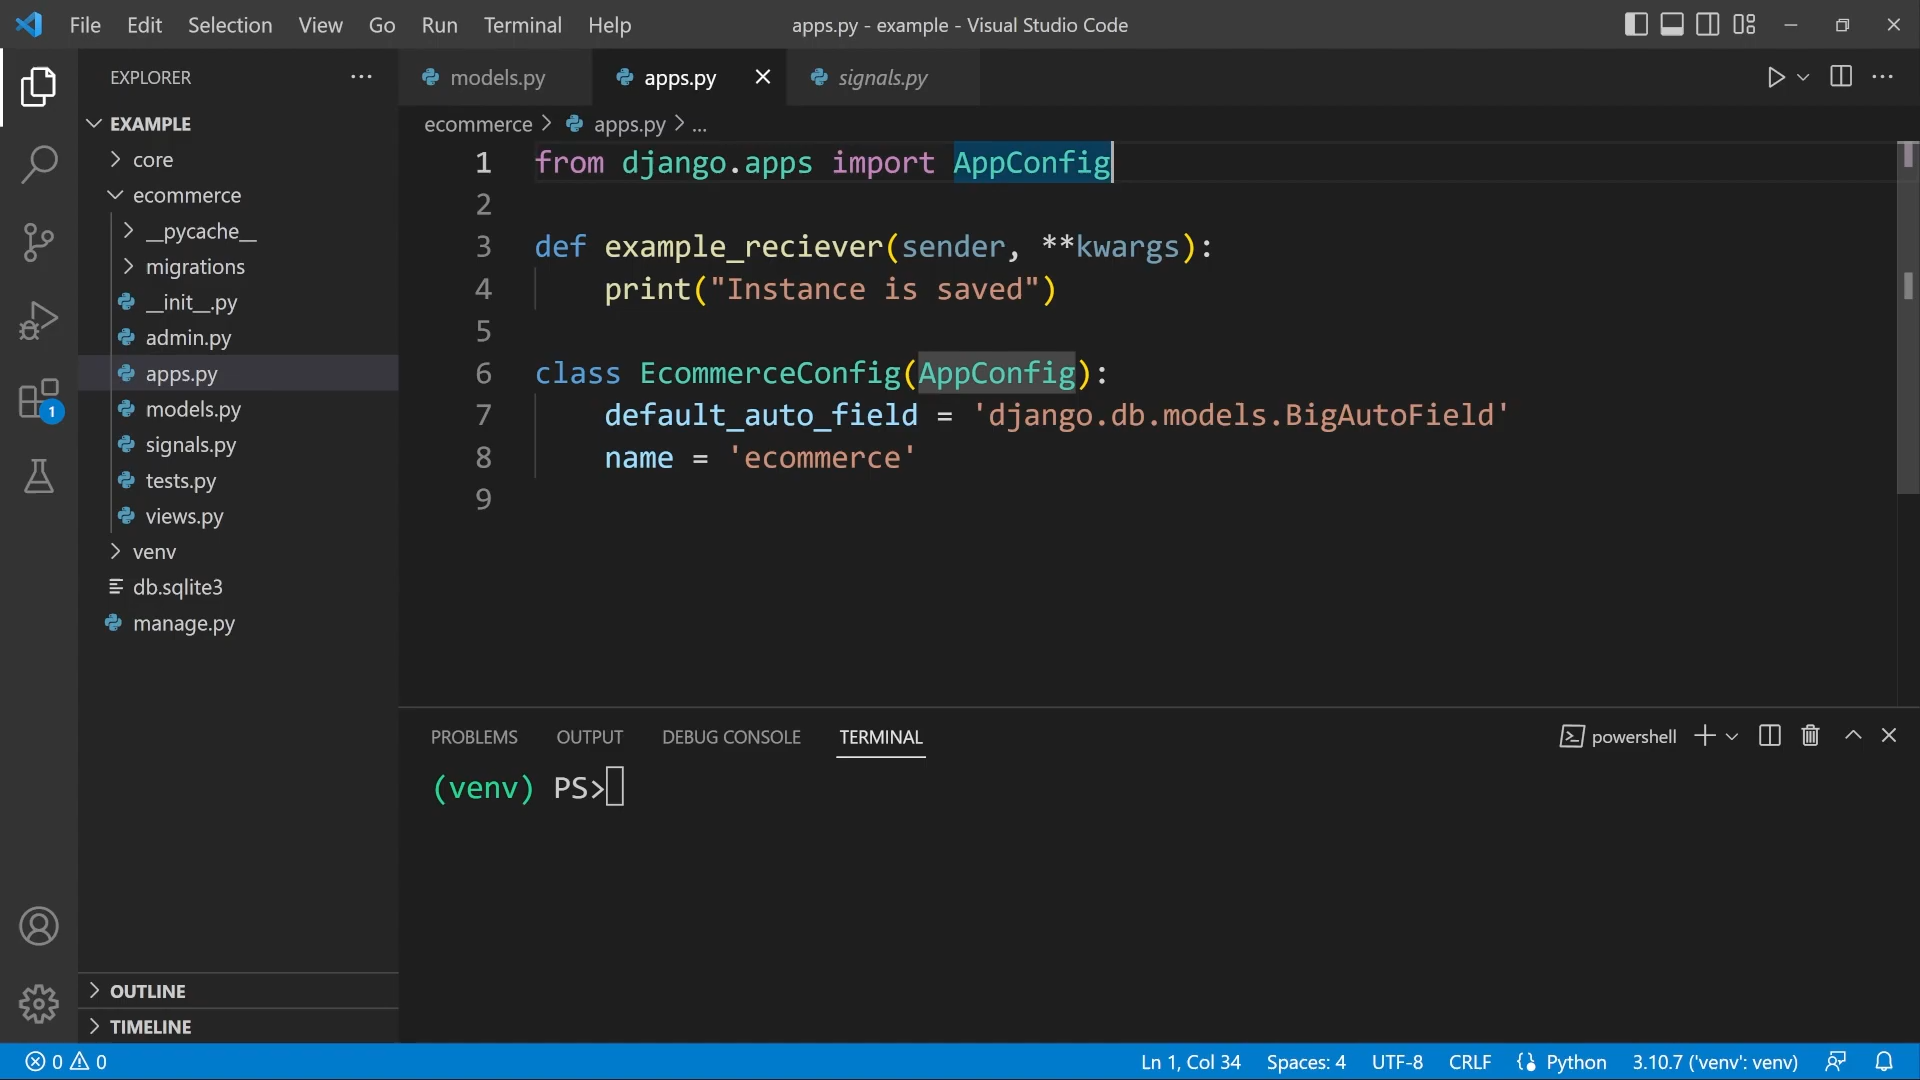 File Edit Selection View Go Run Terminal Help
apps.py - example - Visual Studio Code
EXPLORER
models.py
apps.py
signals.py
EXAMPLE
core
ecommerce
__pycache__
migrations
__init__.py
admin.py
apps.py
models.py
signals.py
tests.py
views.py
venv
db.sqlite3
manage.py
OUTLINE
TIMELINE
1
ecommerce > apps.py > ...
1 from django.apps import AppConfig
2
3 def example_reciever(sender, **kwargs):
4     print("Instance is saved")
5
6 class EcommerceConfig(AppConfig):
7     default_auto_field = 'django.db.models.BigAutoField'
8     name = 'ecommerce'
9
PROBLEMS OUTPUT DEBUG CONSOLE TERMINAL
powershell
(venv) PS>
0 0
Ln 1, Col 34 Spaces: 4 UTF-8 CRLF Python 3.10.7 ('venv': venv)